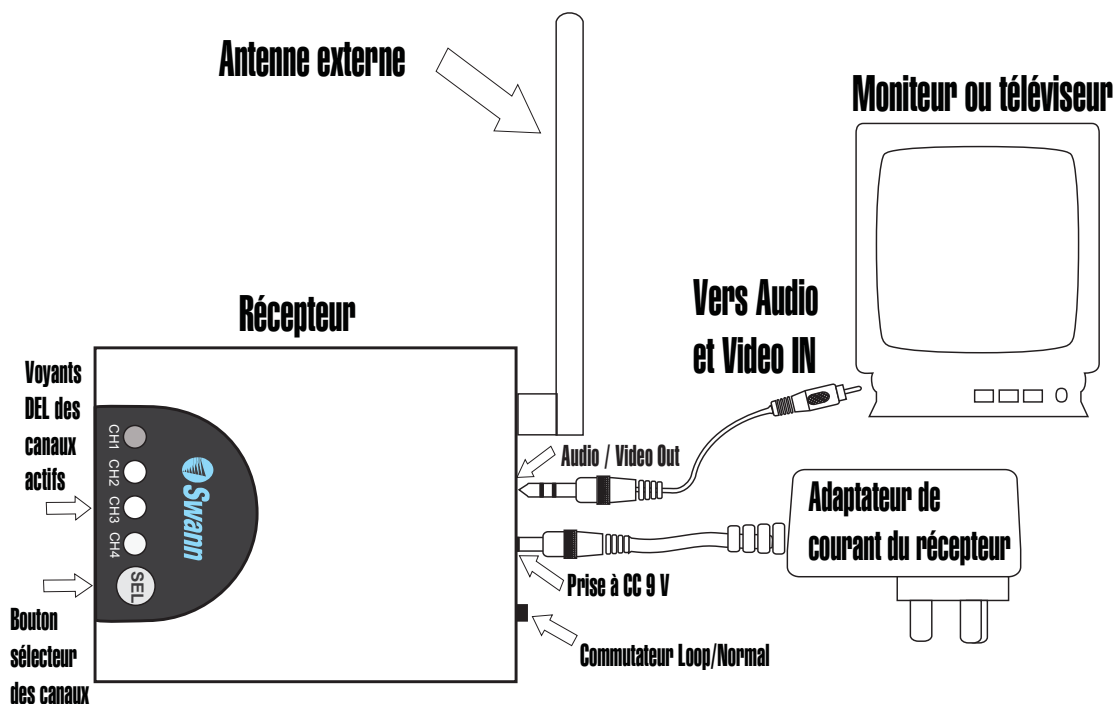 Antenne externe
Moniteur ou téléviseur
Vers Audio
et Video IN
Récepteur
Voyants
DEL des
canaux
actifs
CH1
CH2
CH3
CH4
SEL
Swann
Bouton
sélecteur
des canaux
Audio / Video Out
Adaptateur de
courant du récepteur
Prise à CC 9 V
Commutateur Loop/Normal